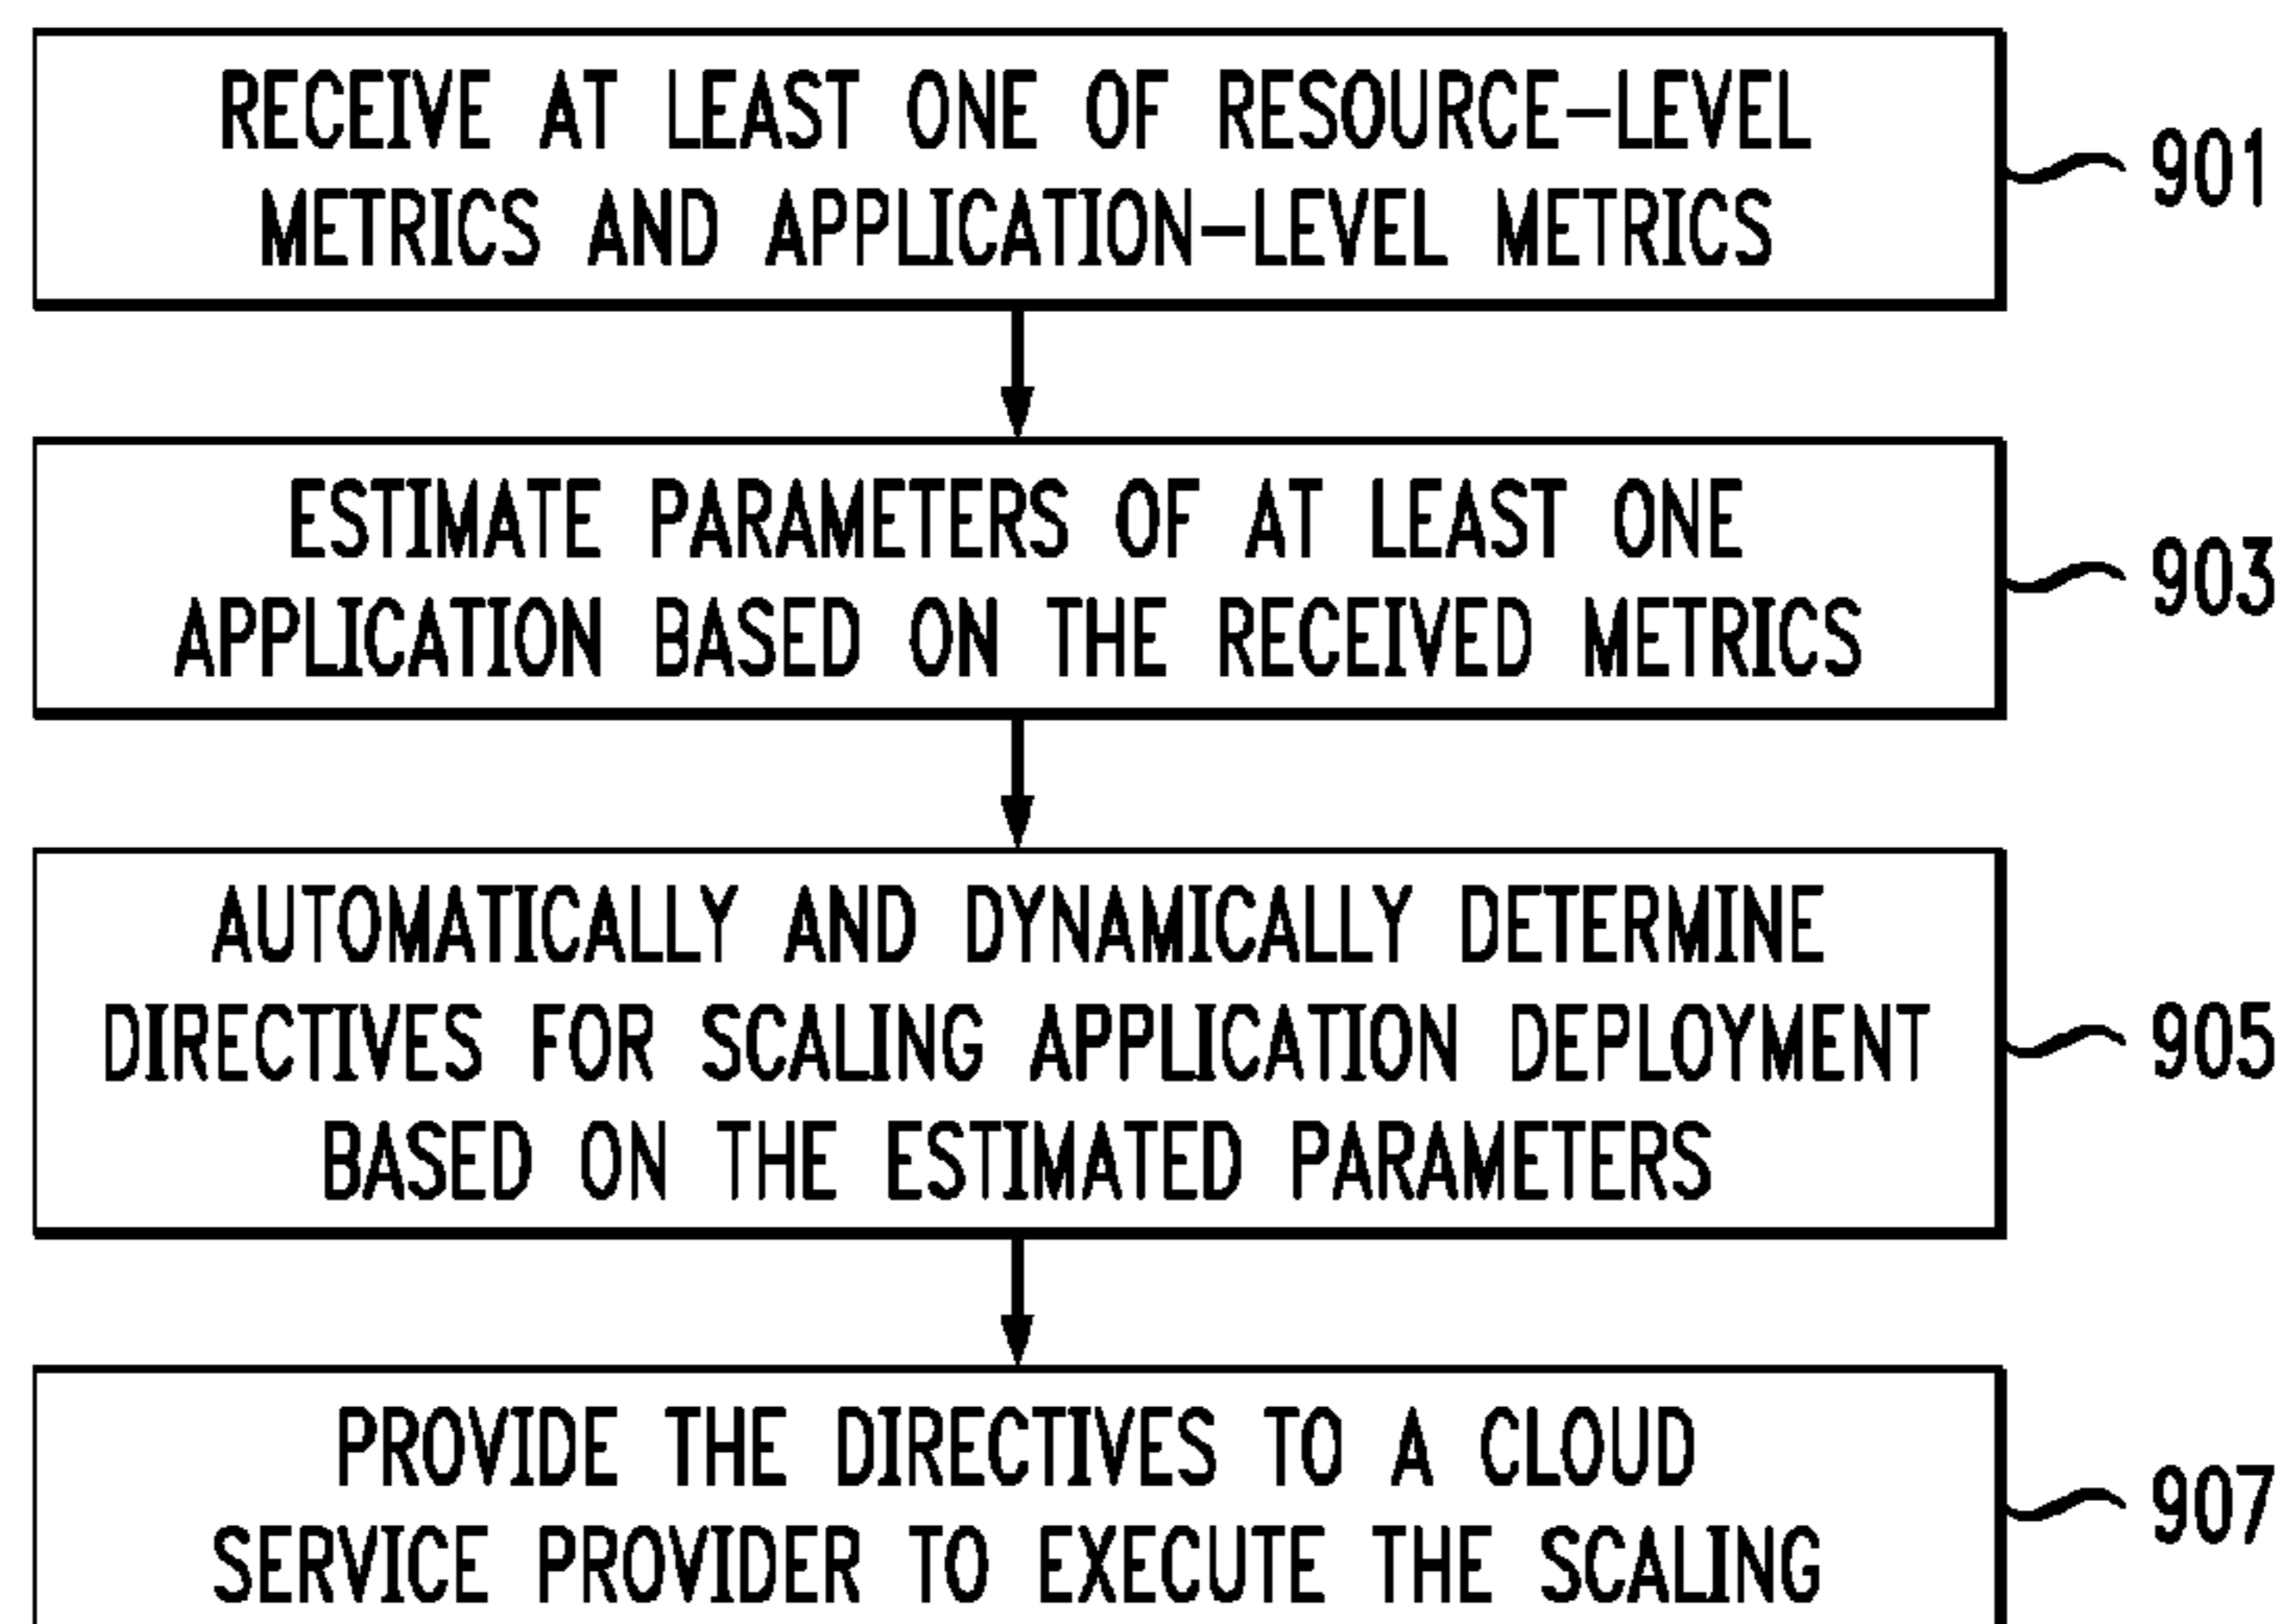 RECEIVE AT LEAST ONE OF RESOURCE-LEVEL
METRICS AND APPLICATION-LEVEL METRICS
901
ESTIMATE PARAMETERS OF AT LEAST ONE
APPLICATION BASED ON THE RECEIVED METRICS
903
AUTOMATICALLY AND DYNAMICALLY DETERMINE
DIRECTIVES FOR SCALING APPLICATION DEPLOYMENT
BASED ON THE ESTIMATED PARAMETERS
905
PROVIDE THE DIRECTIVES TO A CLOUD
SERVICE PROVIDER TO EXECUTE THE SCALING
907